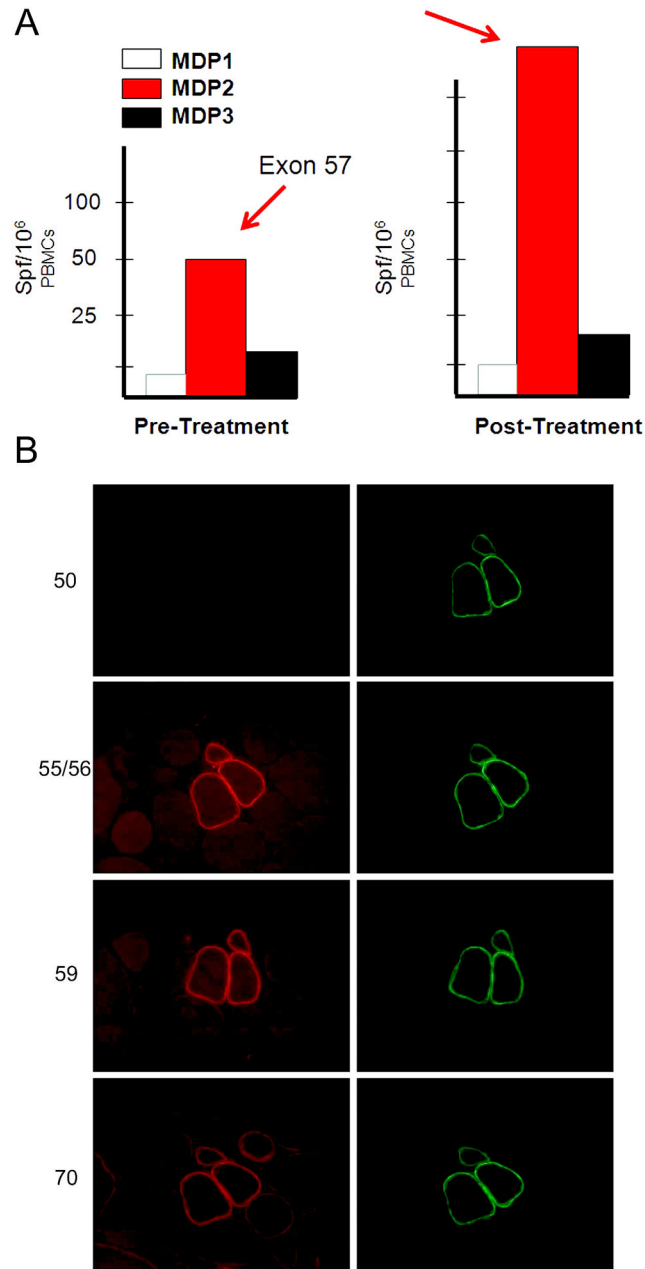 A
MDP1
MDP2
MDP3
Exon 57
100
50
25
Spf/10⁶
PBMCs
Pre-Treatment
Spf/10⁶
PBMCs
Post-Treatment
B
50
55/56
59
70